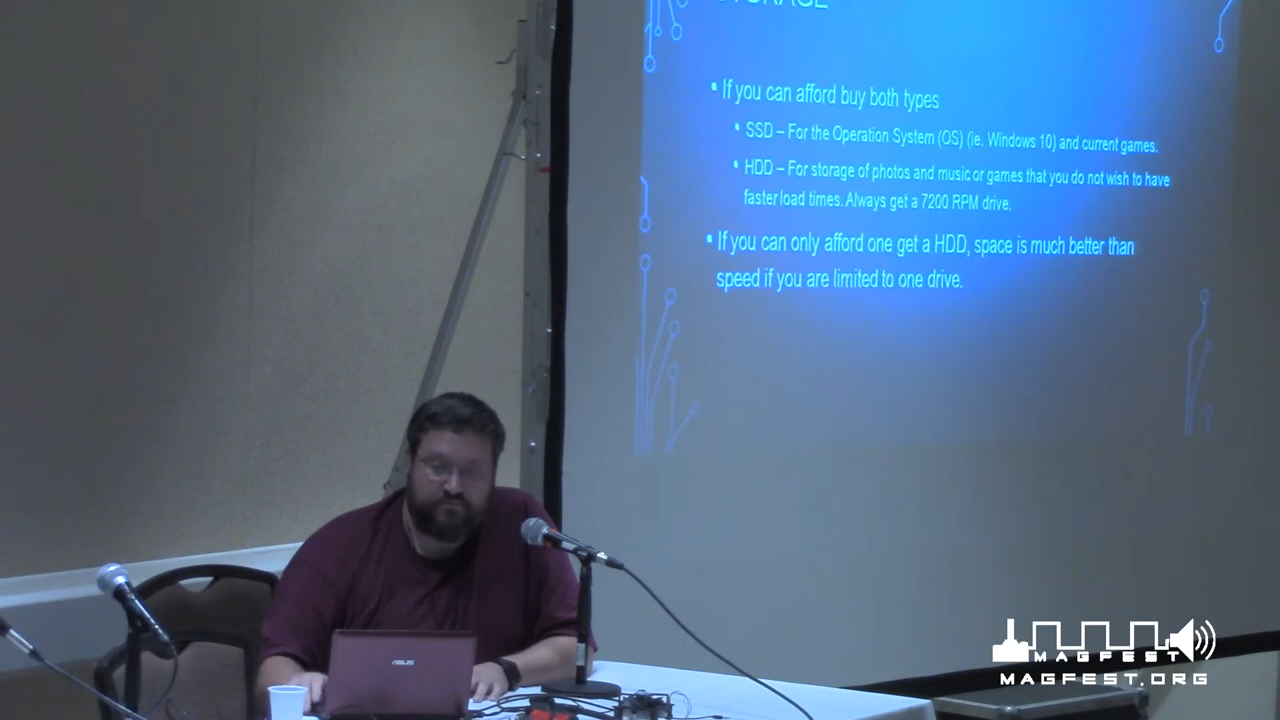 STORAGE
• If you can afford buy both types
• SSD – For the Operation System (OS) (ie. Windows 10) and current games.
• HDD – For storage of photos and music or games that you do not wish to have
faster load times. Always get a 7200 RPM drive.
• If you can only afford one get a HDD, space is much better than
speed if you are limited to one drive.
ASUS
MAGFEST
MAGFEST.ORG